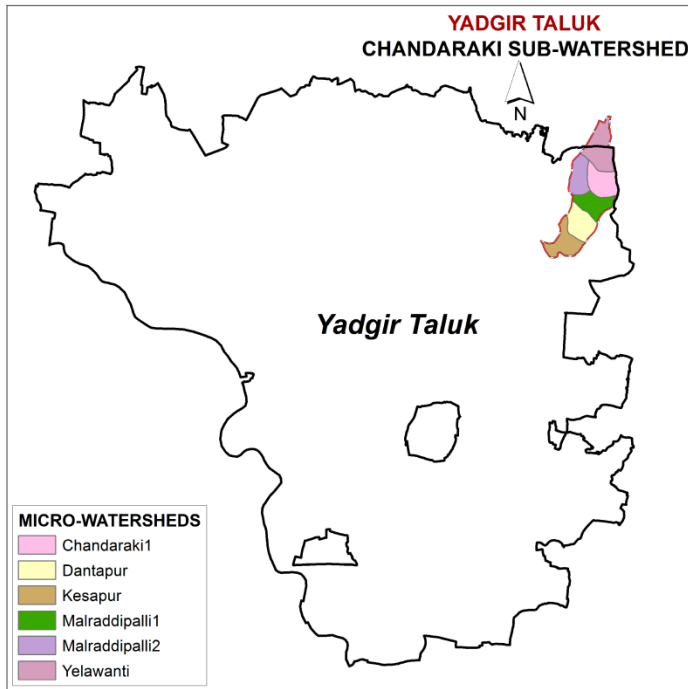 YADGIR TALUK
CHANDARAKI SUB-WATERSHED
N
Yadgir Taluk
MICRO-WATERSHEDS
Chandaraki1
Dantapur
Kesapur
Malraddipalli1
Malraddipalli2
Yelawanti